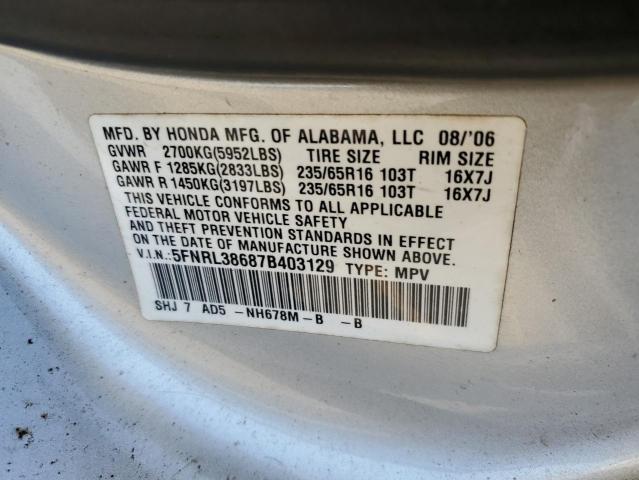 MFD. BY HONDA MFG. OF ALABAMA, LLC 08/'06
GVWR 2700KG(5952LBS) TIRE SIZE RIM SIZE
GAWR F 1285KG(2833LBS) 235/65R16 103T 16X7J
GAWR R 1450KG(3197LBS) 235/65R16 103T 16X7J
THIS VEHICLE CONFORMS TO ALL APPLICABLE
FEDERAL MOTOR VEHICLE SAFETY
AND THEFT PREVENTION STANDARDS IN EFFECT
ON THE DATE OF MANUFACTURE SHOWN ABOVE.
V.I.N.:5FNRL38687B403129 TYPE: MPV
SHJ 7 AD5 -NH678M-B -B